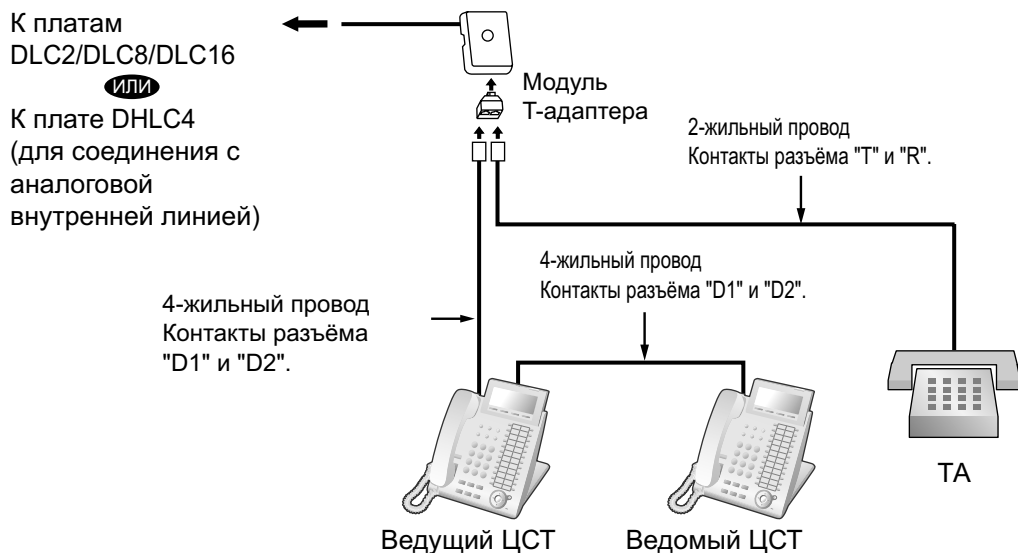 К платам
DLC2/DLC8/DLC16
ИЛИ
К плате DHLC4
(для соединения с
аналоговой
внутренней линией)
Модуль
Т-адаптера
2-жильный провод
Контакты разъёма "T" и "R".
4-жильный провод
Контакты разъёма "D1" и "D2".
4-жильный провод
Контакты разъёма
"D1" и "D2".
ТА
Ведущий ЦСТ
Ведомый ЦСТ